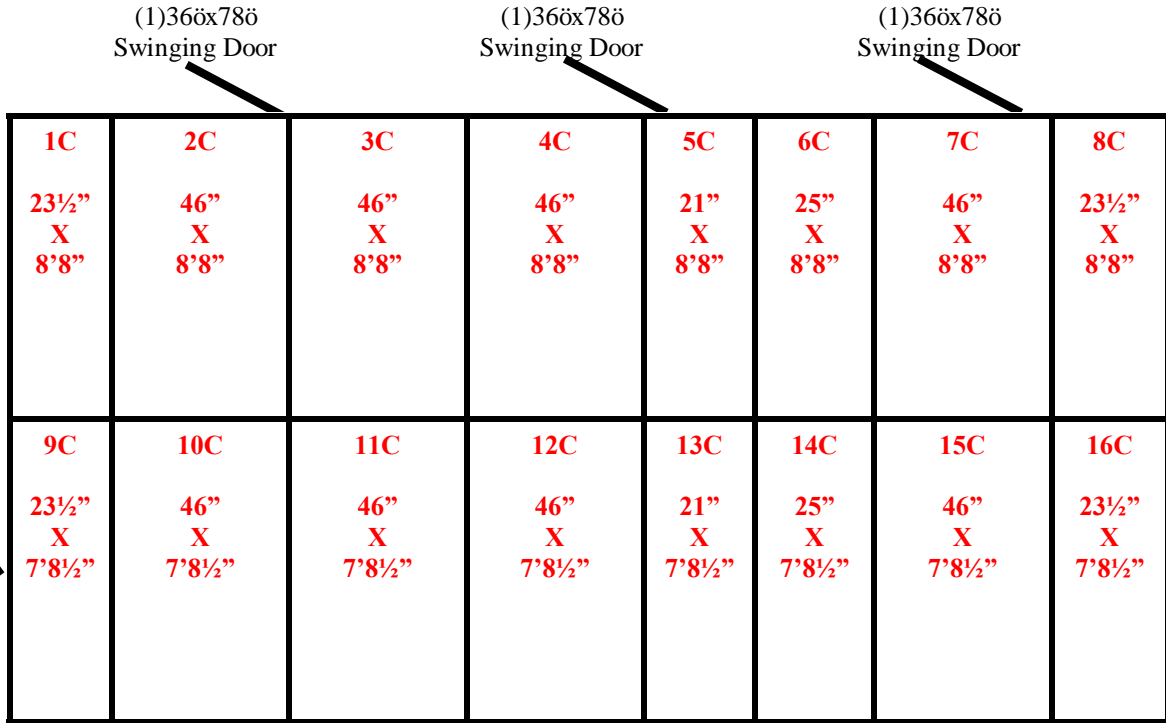 (1)36öx78ö (1)36öx78ö (1)36öx78ö
Swinging Door Swinging Door Swinging Door
1C 2C 3C 4C 5C 6C 7C 8C
23½” 46” 46” 46” 21” 25” 46” 23½”
X X X X X X X X
8’8” 8’8” 8’8” 8’8” 8’8” 8’8” 8’8” 8’8”
9C 10C 11C 12C 13C 14C 15C 16C
23½” 46” 46” 46” 21” 25” 46” 23½”
X X X X X X X X
7’8½” 7’8½” 7’8½” 7’8½” 7’8½” 7’8½” 7’8½” 7’8½”